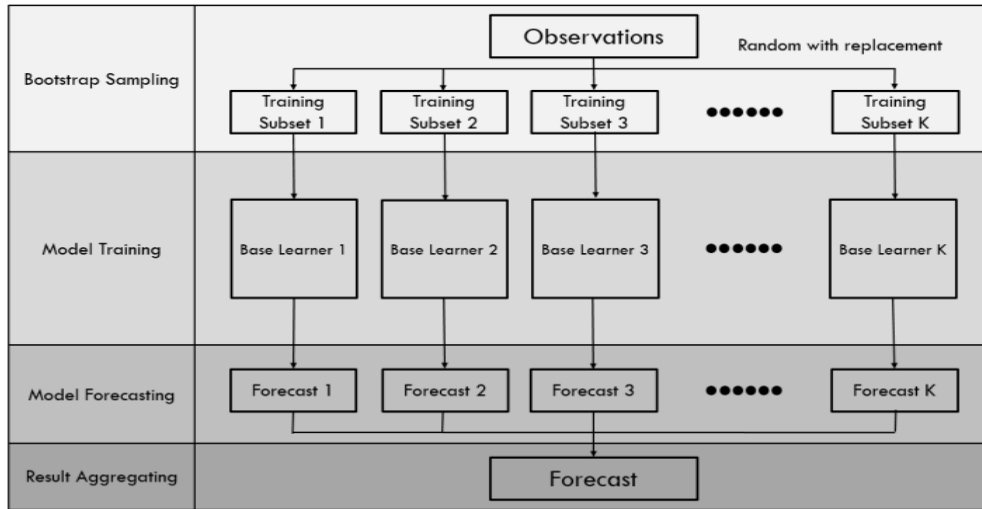 Observations
Random with replacement
Bootstrap Sampling
Training
Subset 1
Training
Subset 2
Training
Subset 3
Training
Subset K
Model Training
Base Learner 1
Base Learner 2
Base Learner 3
Base Learner K
Model Forecasting
Forecast 1
Forecast 2
Forecast 3
Forecast K
Result Aggregating
Forecast